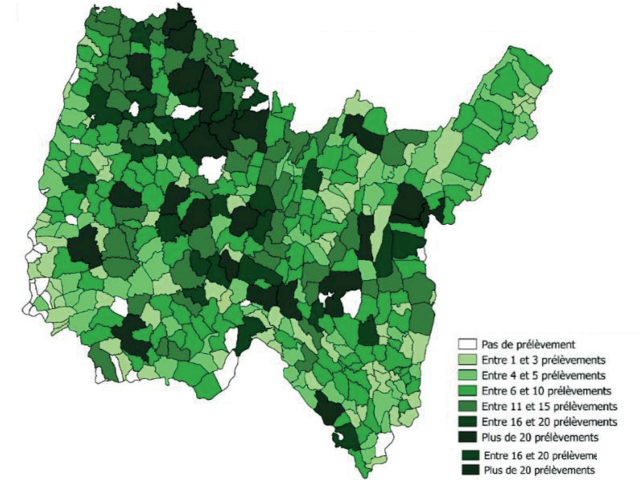 Pas de prélèvement
Entre 1 et 3 prélèvements
Entre 4 et 5 prélèvements
Entre 6 et 10 prélèvements
Entre 11 et 15 prélèvements
Entre 16 et 20 prélèvements
Plus de 20 prélèvements
Entre 16 et 20 prélèveme
Plus de 20 prélèvements